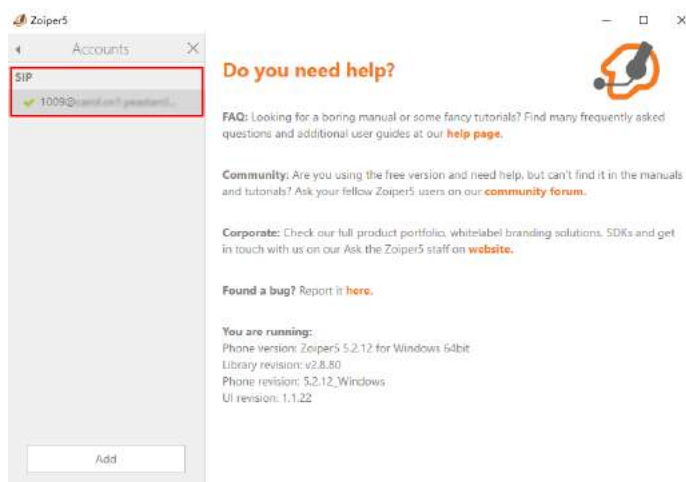 Zoiper5
Accounts
SIP
1009@
Add
Do you need help?
FAQ: Looking for a boring manual or some fancy tutorials? Find many frequently asked
questions and additional user guides at our help page.
Community: Are you using the free version and need help, but can't find it in the manuals
and tutorials? Ask your fellow Zoiper5 users on our community forum.
Corporate: Check our full product portfolio, whitelabel branding solutions, SDKs and get
in touch with us on our Ask the Zoiper5 staff on website.
Found a bug? Report it here.
You are running:
Phone version: Zoiper5 5.2.12 for Windows 64bit
Library revision: v2.8.80
Phone revision: 5.2.12_Windows
UI revision: 1.1.22